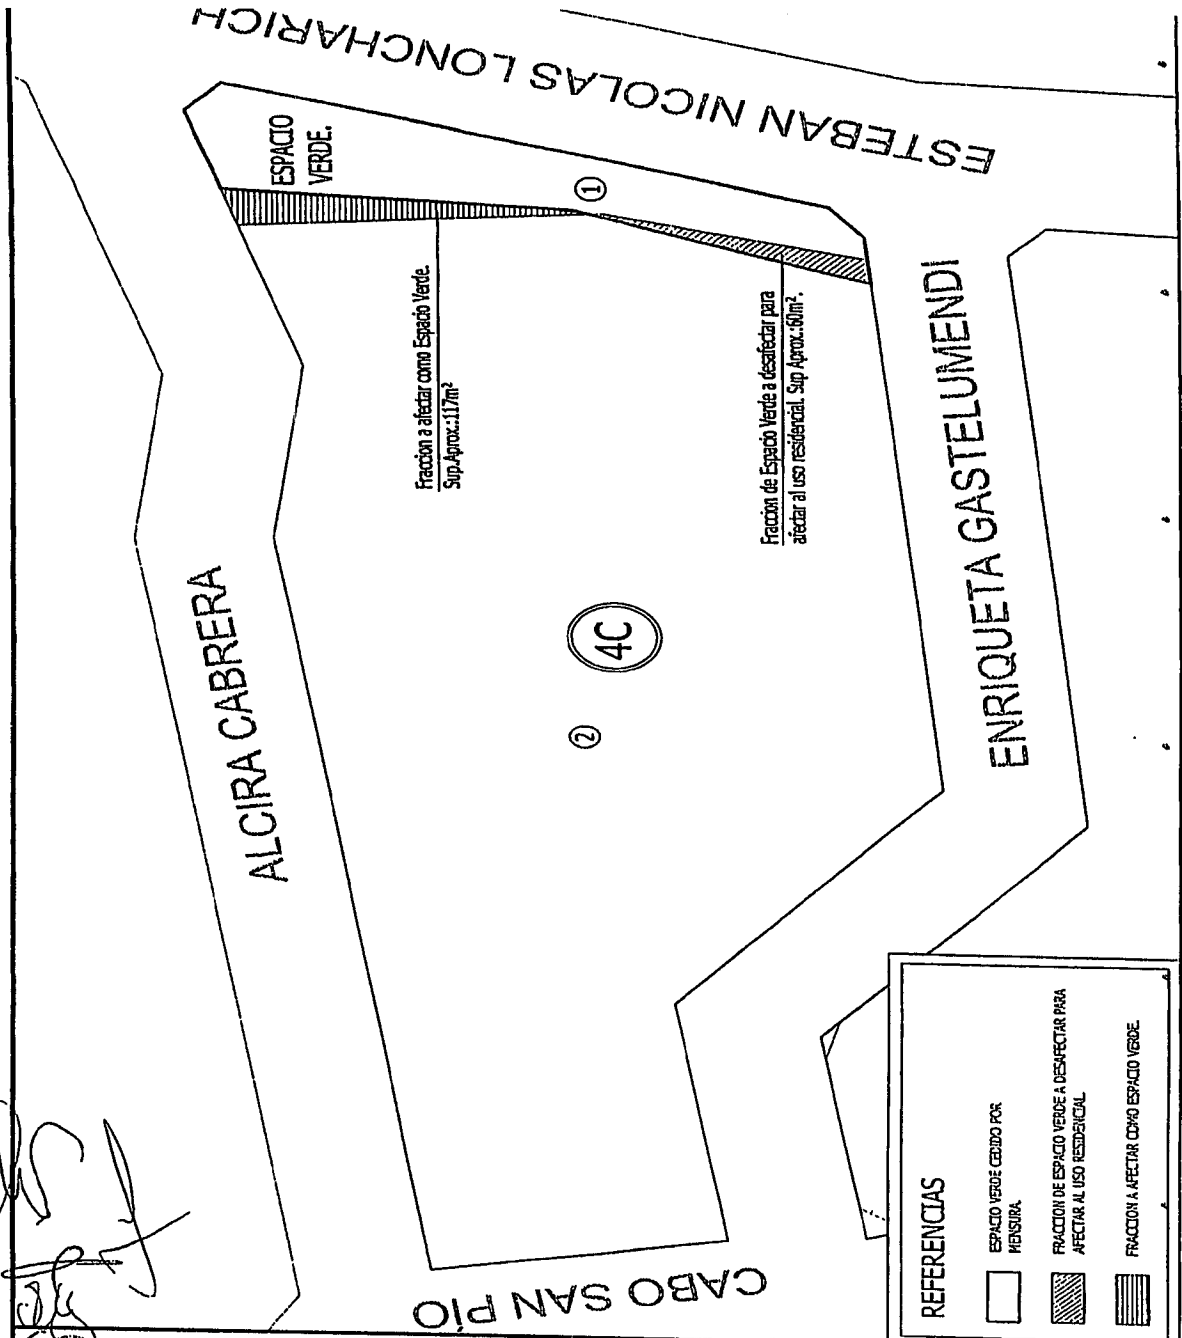 ESTEBAN NICOLAS LONCHARICH
ESPACIO
VERDE.
1
Fraccion a afectar como Espacio Verde.
Sup.Aprox.:117m²
Fraccion de Espacio Verde a desafectar para
afectar al uso residencial. Sup Aprox.:60m².
ALCIRA CABRERA
4C
2
ENRIQUETA GASTELUMENDI
CABO SAN PÍO
REFERENCIAS
ESPACIO VERDE CEDIDO POR
MENSURA.
FRACCION DE ESPACIO VERDE A DESAFECTAR PARA
AFECTAR AL USO RESIDENCIAL
FRACCION A AFECTAR COMO ESPACIO VERDE.